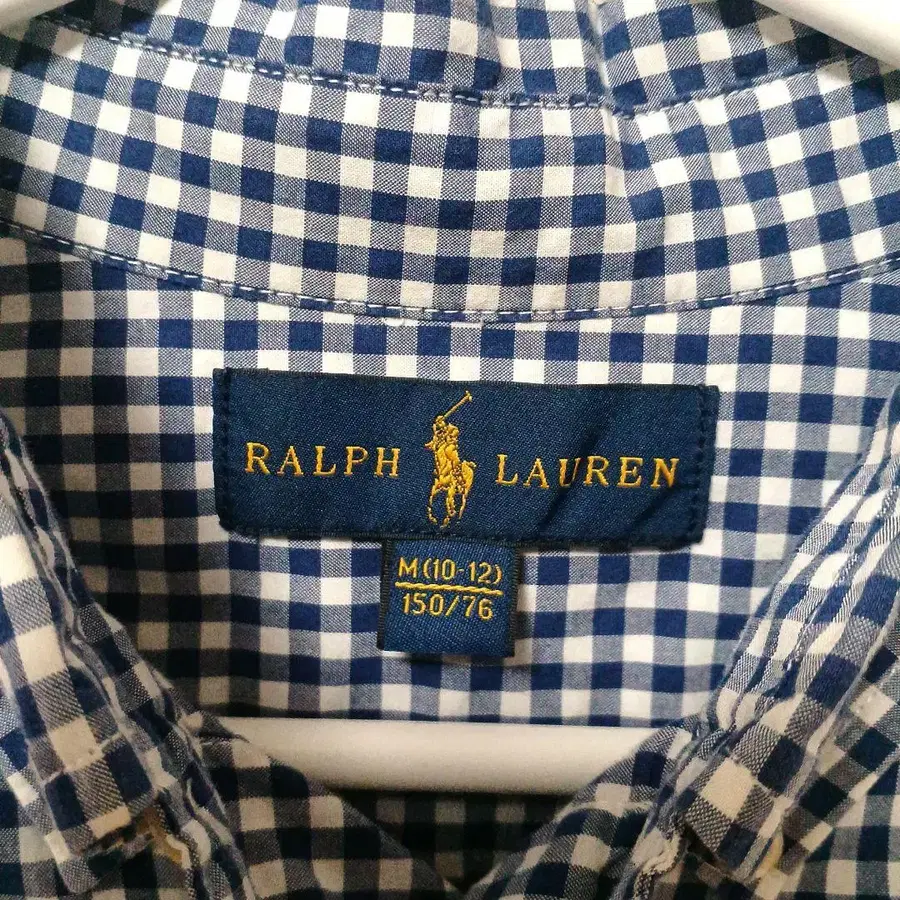 RALPH LAUREN
M(10-12)
150/76